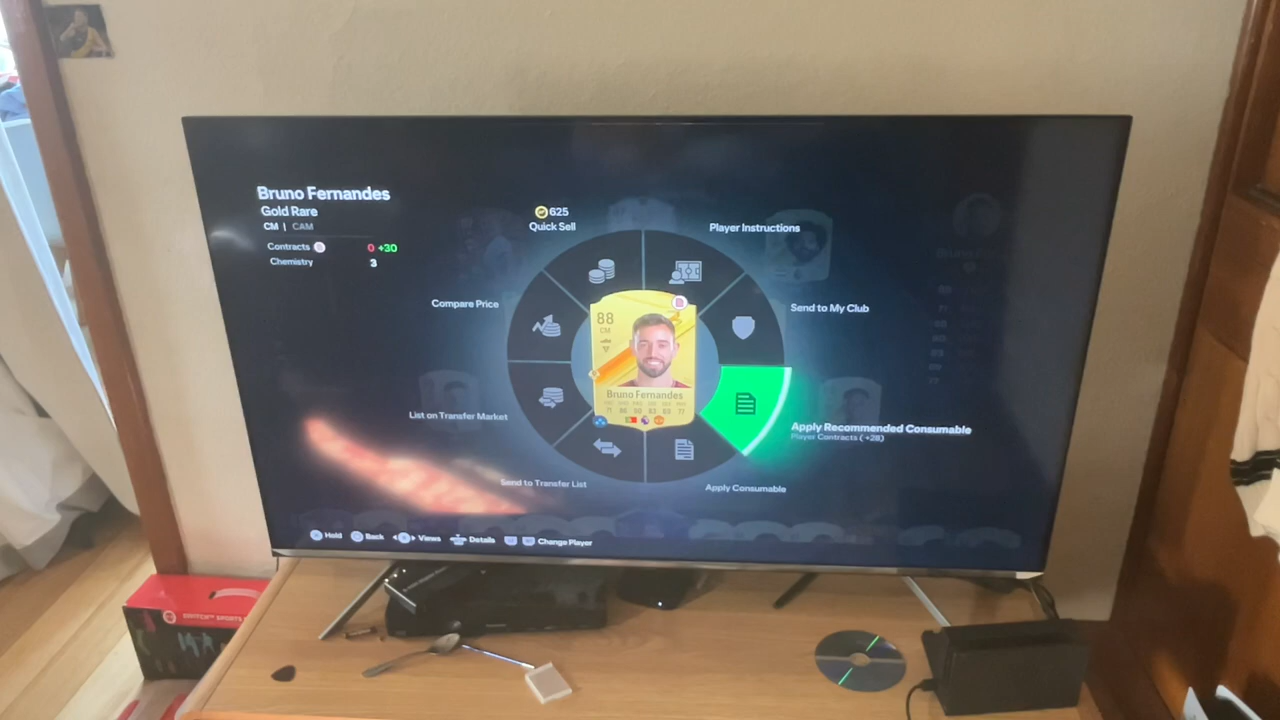 Bruno Fernandes
Gold Rare
CM | CAM
Contracts 0 +30
Chemistry 3
625
Quick Sell
Player Instructions
Compare Price
Send to My Club
88
CM
Bruno Fernandes
List on Transfer Market
Apply Recommended Consumable
Player Contracts (+28)
Send to Transfer List
Apply Consumable
Hold Back Views Details Change Player
SWITCH SPORTS